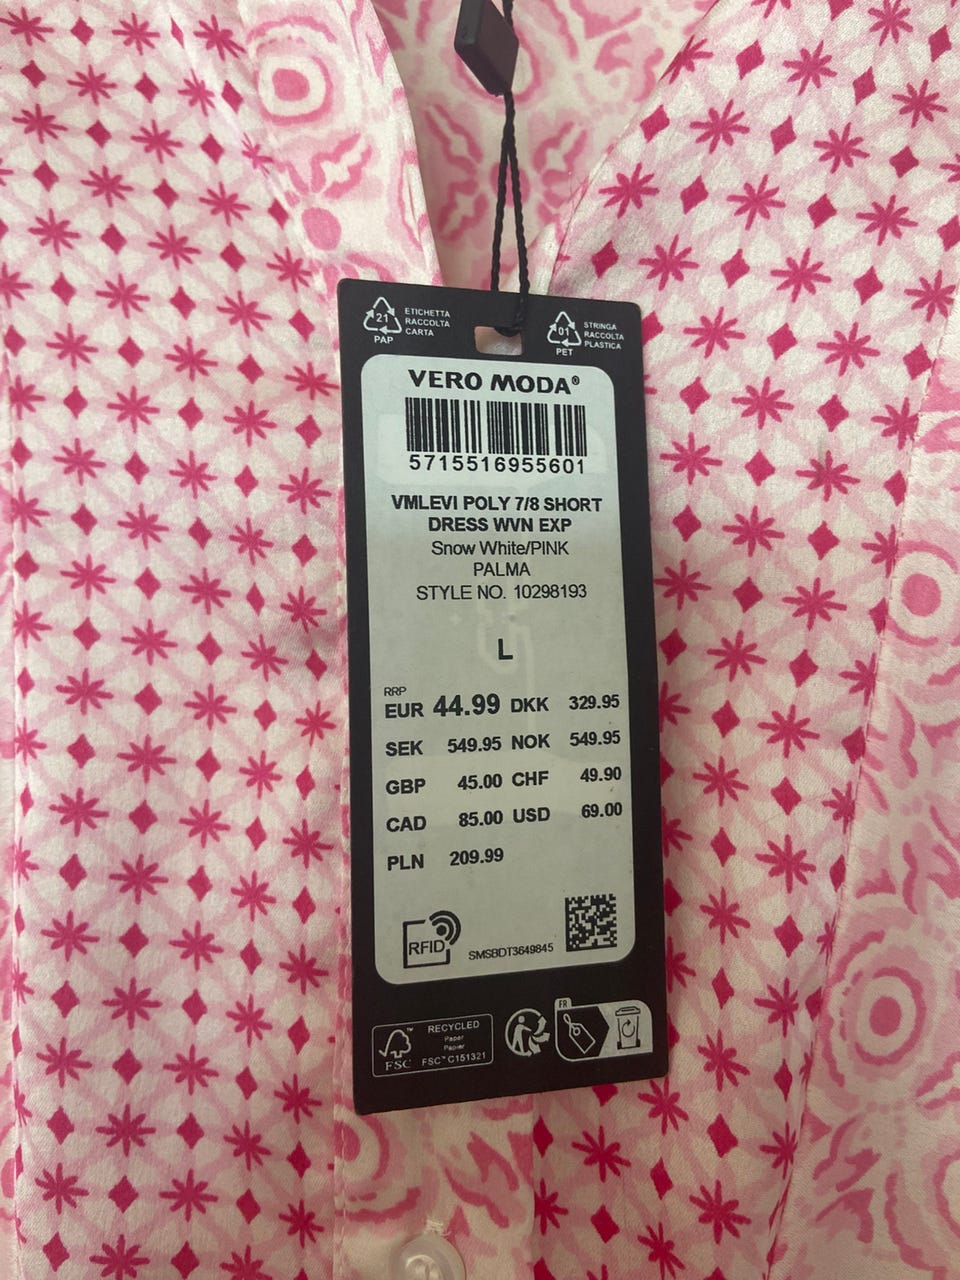 21
PAP
ETICHETTA
RACCOLTA
CARTA
01
PET
STRINGA
RACCOLTA
PLASTICA
VERO MODA®
5715516955601
VMLEVI POLY 7/8 SHORT
DRESS WVN EXP
Snow White/PINK
PALMA
STYLE NO. 10298193
L
RRP
EUR 44.99 DKK 329.95
SEK 549.95 NOK 549.95
GBP 45.00 CHF 49.90
CAD 85.00 USD 69.00
PLN 209.99
RFID
SMSBDT3649845
FSC™
RECYCLED
Paper
Papier
FSC™ C151321
FR